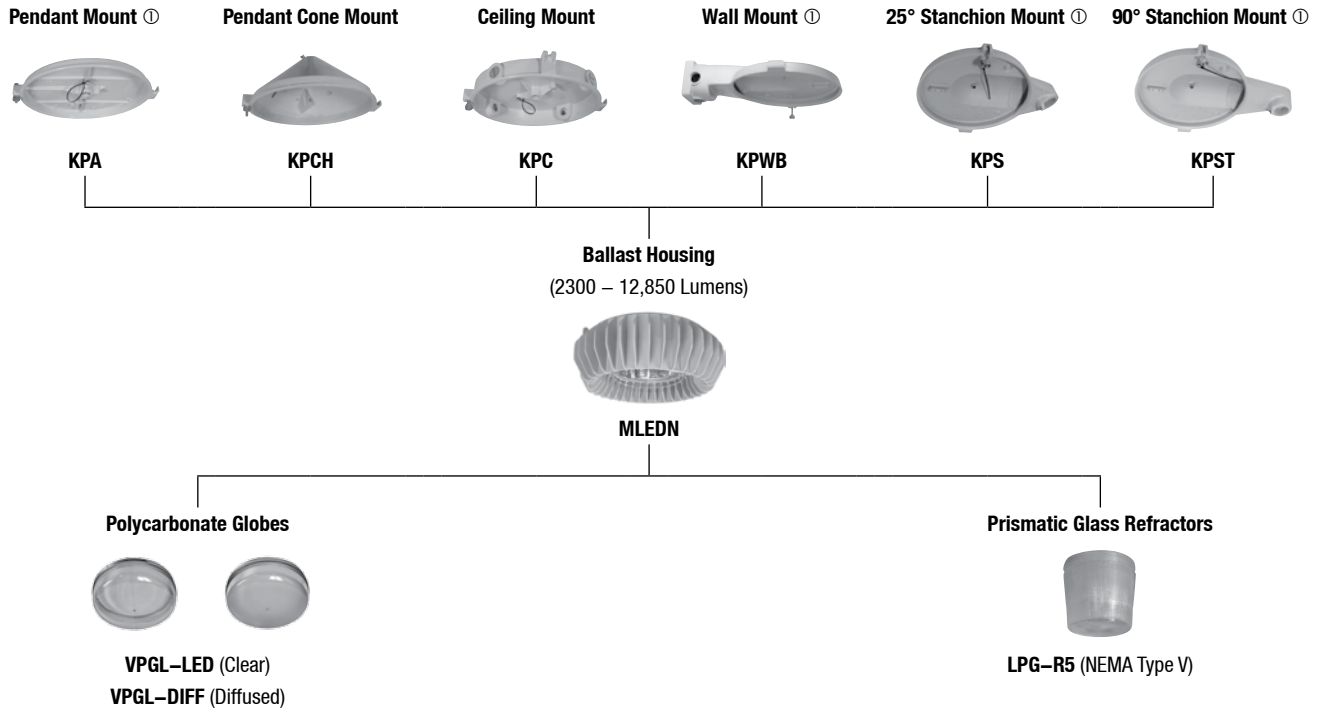 Pendant Mount ①
Pendant Cone Mount
Ceiling Mount
Wall Mount ①
25° Stanchion Mount ①
90° Stanchion Mount ①
KPA
KPCH
KPC
KPWB
KPS
KPST
Ballast Housing
(2300 – 12,850 Lumens)
MLEDN
Polycarbonate Globes
Prismatic Glass Refractors
VPGL–LED (Clear)
VPGL–DIFF (Diffused)
LPG–R5 (NEMA Type V)